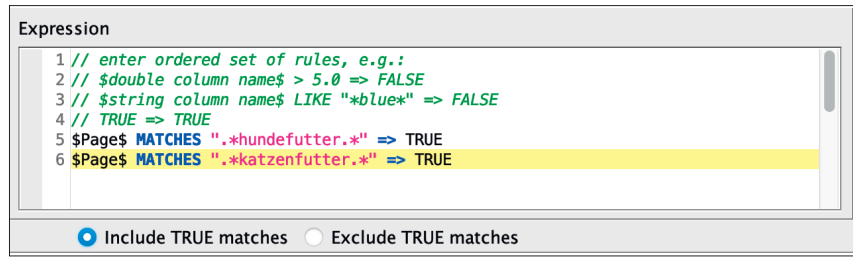 Expression
1 // enter ordered set of rules, e.g.:
2 // $double column name$ > 5.0 => FALSE
3 // $string column name$ LIKE "*blue*" => FALSE
4 // TRUE => TRUE
5 $Page$ MATCHES ".*hundefutter.*" => TRUE
6 $Page$ MATCHES ".*katzenfutter.*" => TRUE
Include TRUE matches Exclude TRUE matches